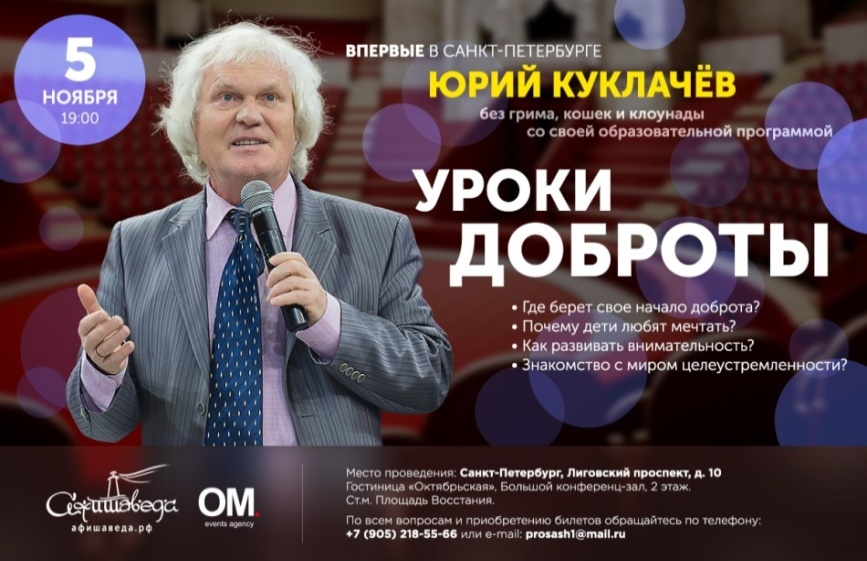 5
НОЯБРЯ
19:00
ВПЕРВЫЕ В САНКТ-ПЕТЕРБУРГЕ
ЮРИЙ КУКЛАЧЁВ
без грима, кошек и клоунады
со своей образовательной программой
УРОКИ
ДОБРОТЫ
• Где берет свое начало доброта?
• Почему дети любят мечтать?
• Как развивать внимательность?
• Знакомство с миром целеустремленности?
Афишаведа
афишаведа.рф
ОМ.
events agency
Место проведения: Санкт-Петербург, Лиговский проспект, д. 10
Гостиница «Октябрьская», Большой конференц-зал, 2 этаж.
Ст.м. Площадь Восстания.
По всем вопросам и приобретению билетов обращайтесь по телефону:
+7 (905) 218-55-66 или e-mail: prosash1@mail.ru